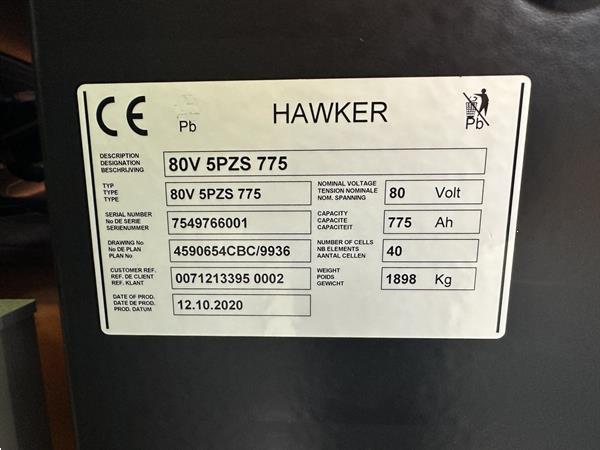 CE Pb HAWKER Pb
DESCRIPTION
DESIGNATION
BESCHRIJVING
80V 5PZS 775
TYP
TYPE
TYPE
80V 5PZS 775
NOMINAL VOLTAGE
TENSION NOMINALE
NOM. SPANNING
80 Volt
SERIAL NUMBER
No DE SERIE
SERIENUMMER
7549766001
CAPACITY
CAPACITE
CAPACITEIT
775 Ah
DRAWING No
No DE PLAN
PLAN No
4590654CBC/9936
NUMBER OF CELLS
NB ELEMENTS
AANTAL CELLEN
40
CUSTOMER REF.
REF. DE CLIENT
REF. KLANT
0071213395 0002
WEIGHT
POIDS
GEWICHT
1898 Kg
DATE OF PROD.
DATE DE PROD.
PROD. DATUM
12.10.2020